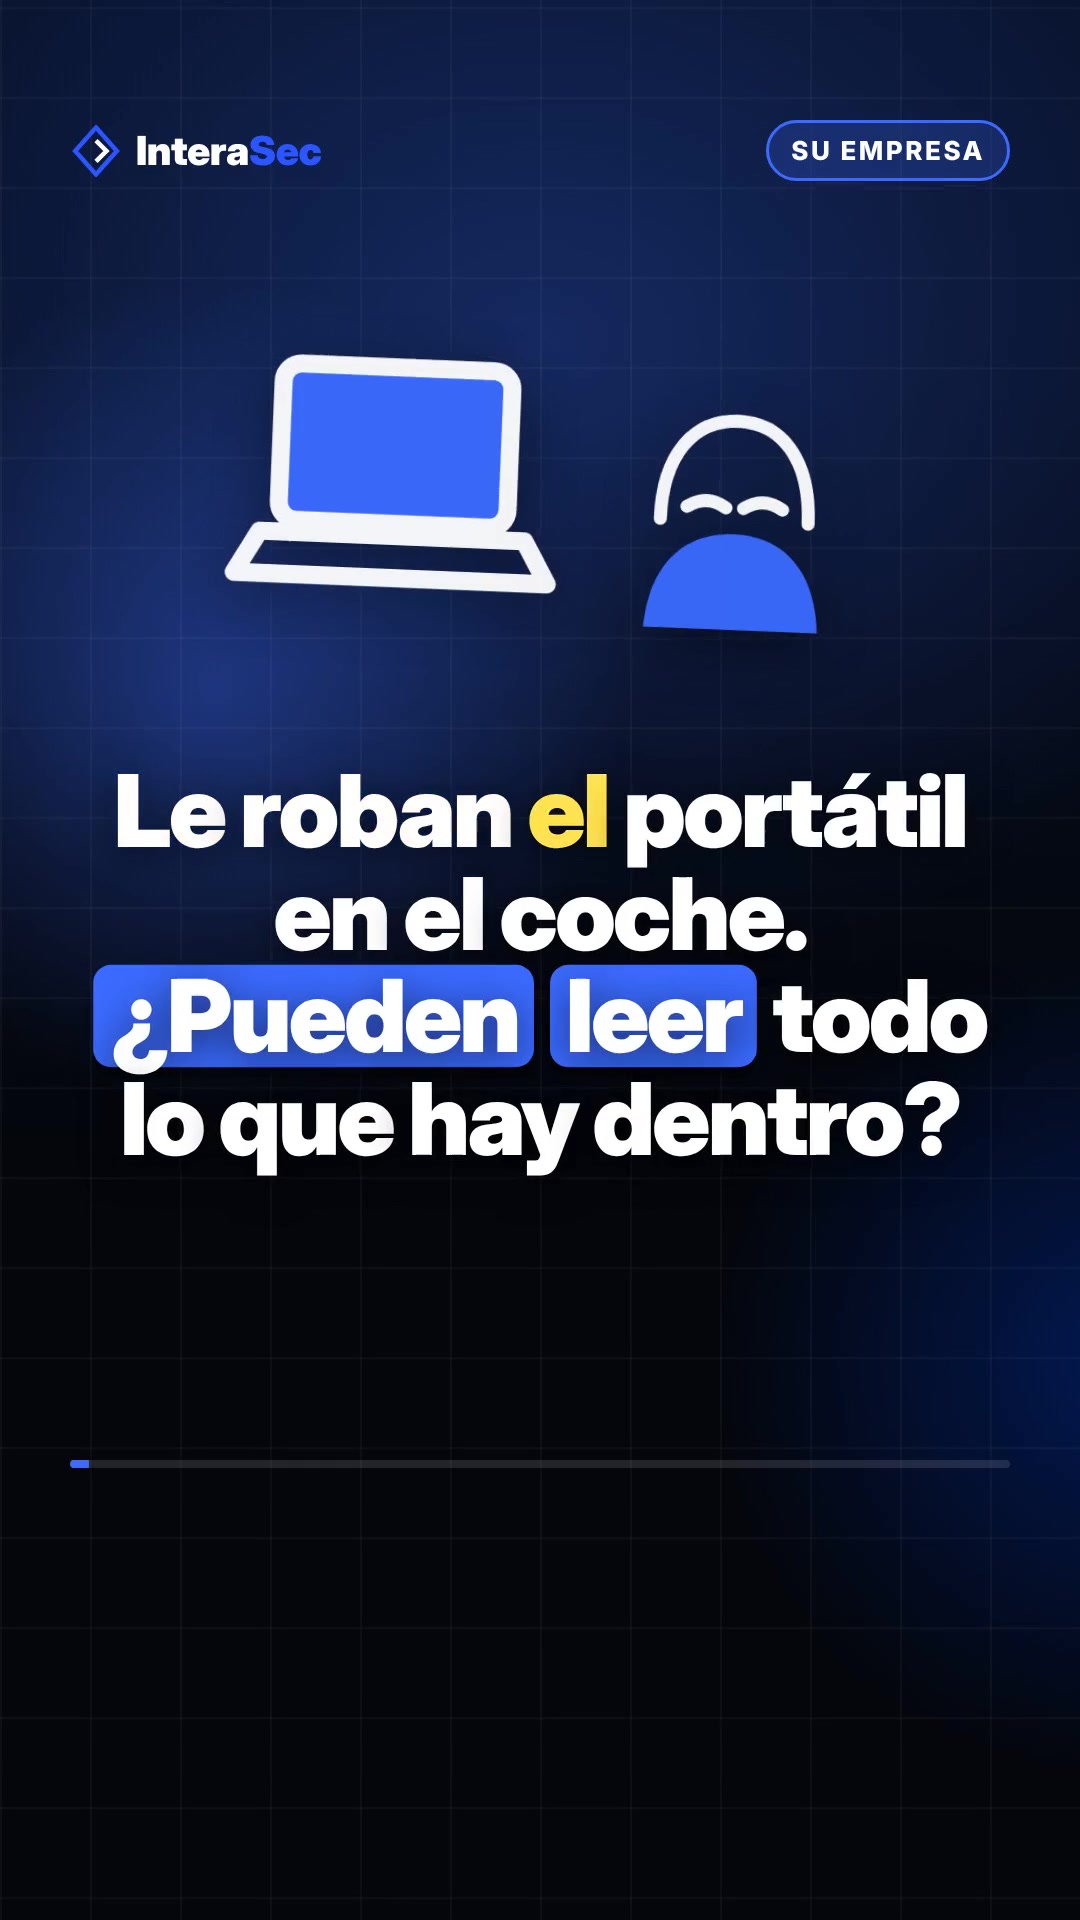 InteraSec
SU EMPRESA
Le roban el portátil
en el coche.
¿Pueden leer todo
lo que hay dentro?